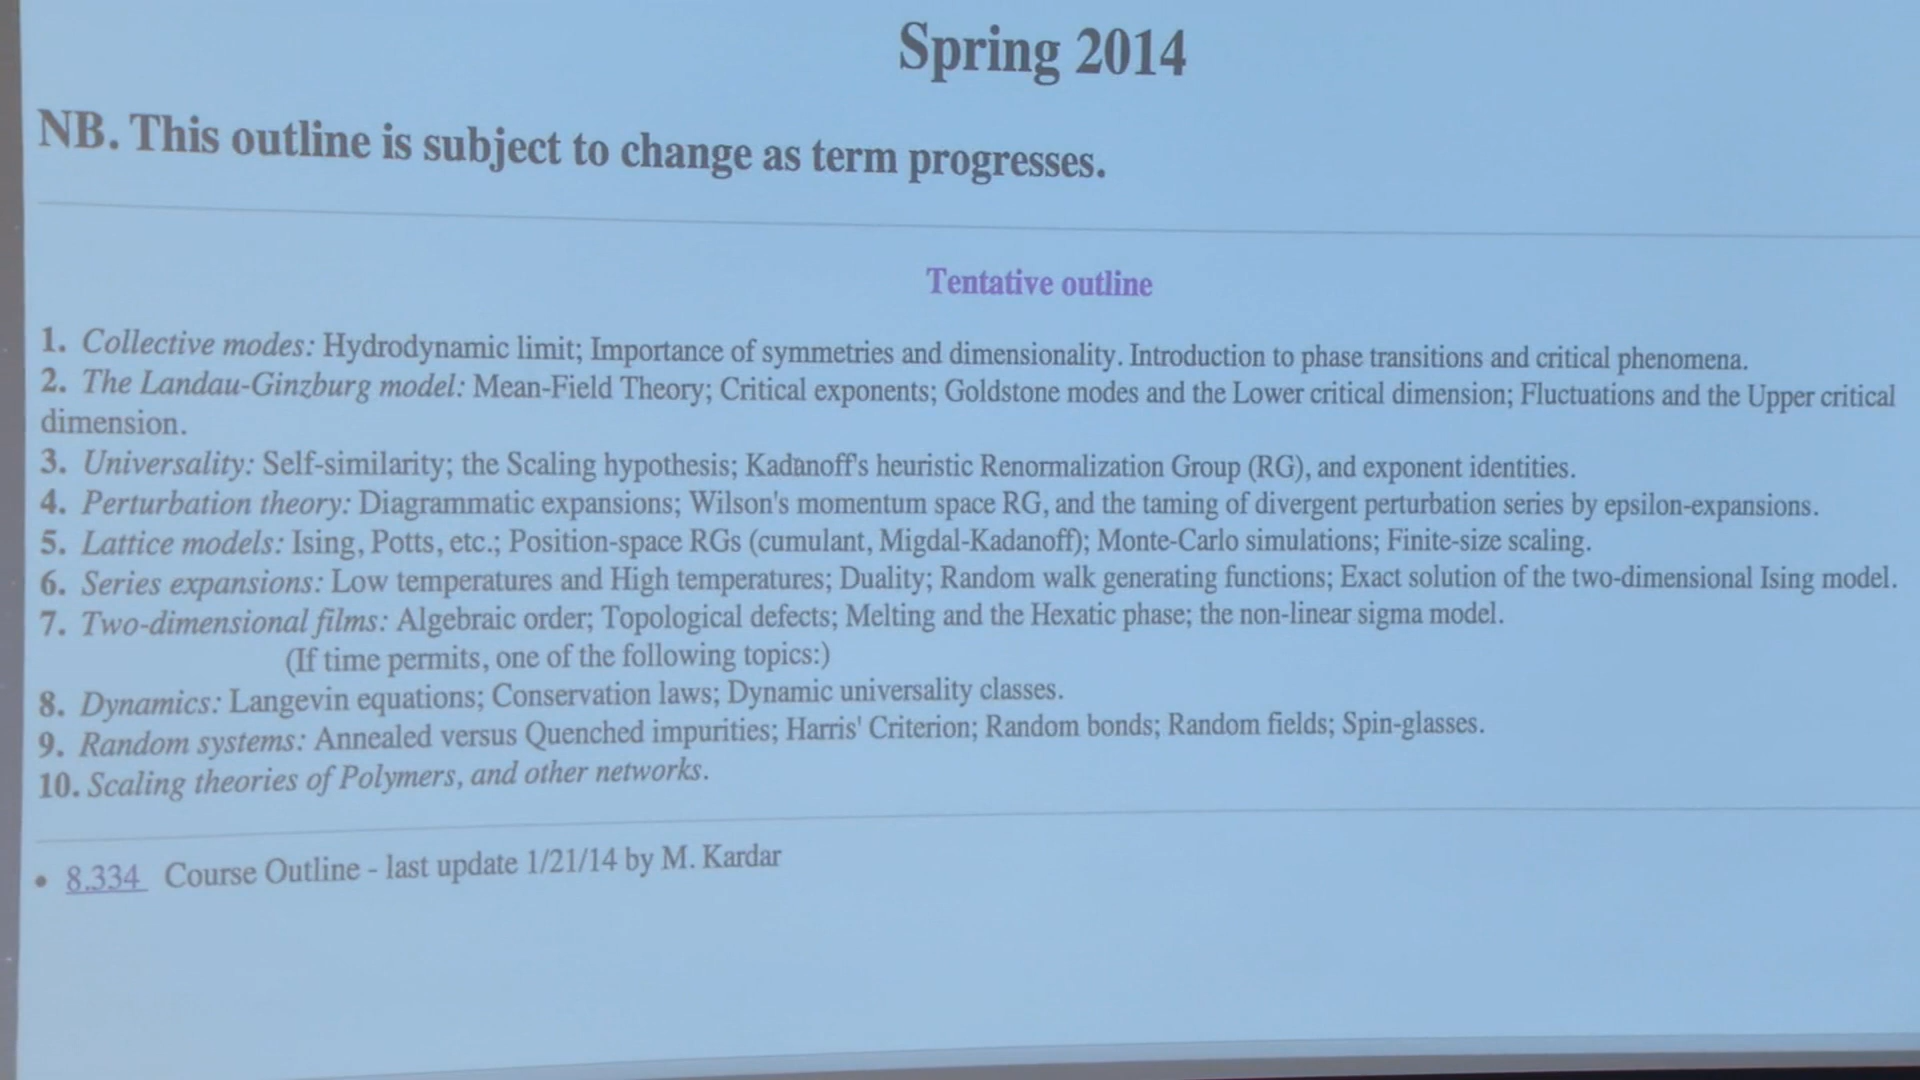 Spring 2014
NB. This outline is subject to change as term progresses.
Tentative outline
1. Collective modes: Hydrodynamic limit; Importance of symmetries and dimensionality. Introduction to phase transitions and critical phenomena.
2. The Landau-Ginzburg model: Mean-Field Theory; Critical exponents; Goldstone modes and the Lower critical dimension; Fluctuations and the Upper critical
dimension.
3. Universality: Self-similarity; the Scaling hypothesis; Kadanoff's heuristic Renormalization Group (RG), and exponent identities.
4. Perturbation theory: Diagrammatic expansions; Wilson's momentum space RG, and the taming of divergent perturbation series by epsilon-expansions.
5. Lattice models: Ising, Potts, etc.; Position-space RGs (cumulant, Migdal-Kadanoff); Monte-Carlo simulations; Finite-size scaling.
6. Series expansions: Low temperatures and High temperatures; Duality; Random walk generating functions; Exact solution of the two-dimensional Ising model.
7. Two-dimensional films: Algebraic order; Topological defects; Melting and the Hexatic phase; the non-linear sigma model.
(If time permits, one of the following topics:)
8. Dynamics: Langevin equations; Conservation laws; Dynamic universality classes.
9. Random systems: Annealed versus Quenched impurities; Harris' Criterion; Random bonds; Random fields; Spin-glasses.
10. Scaling theories of Polymers, and other networks.
• 8.334 Course Outline - last update 1/21/14 by M. Kardar